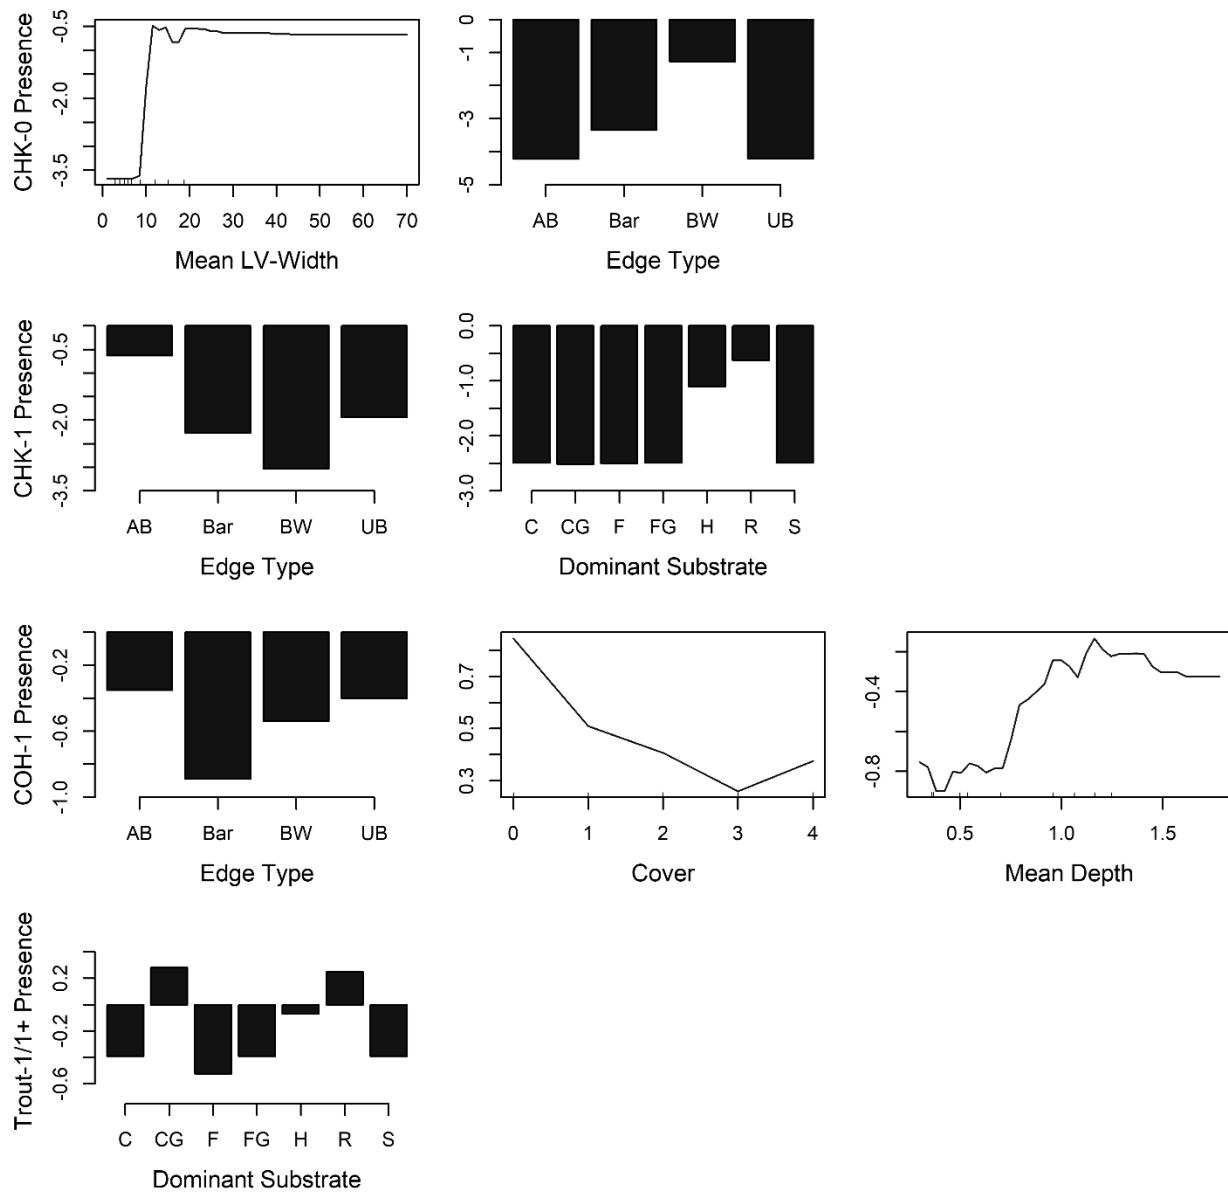 CHK-0 Presence
-0.5
-2.0
-3.5
0 10 20 30 40 50 60 70
Mean LV-Width
0
-1
-3
-5
AB Bar BW UB
Edge Type
CHK-1 Presence
-0.5
-2.0
-3.5
AB Bar BW UB
Edge Type
0.0
-1.0
-2.0
-3.0
C CG F FG H R S
Dominant Substrate
COH-1 Presence
-0.2
-0.6
-1.0
AB Bar BW UB
Edge Type
0.7
0.5
0.3
0 1 2 3 4
Cover
-0.4
-0.8
0.5 1.0 1.5
Mean Depth
Trout-1/1+ Presence
0.2
-0.2
-0.6
C CG F FG H R S
Dominant Substrate